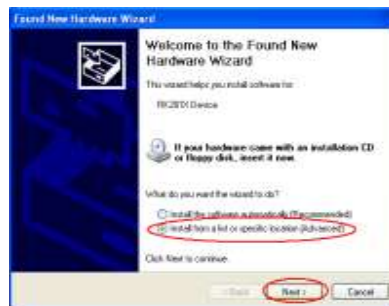 Found New Hardware Wizard
Welcome to the Found New
Hardware Wizard
This wizard helps you install software for:
RK281X Device
If your hardware came with an installation CD
or floppy disk, insert it now.
What do you want the wizard to do?
Install the software automatically (Recommended)
Install from a list or specific location (Advanced)
Click Next to continue.
< Back Next > Cancel